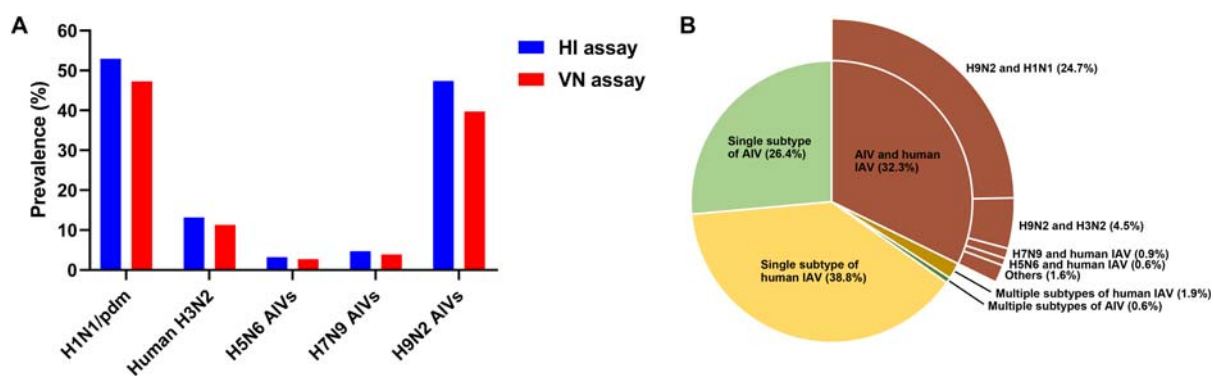 A
Prevalence (%)
60
50
40
30
20
10
0
H1N1/pdm
Human H3N2
H5N6 AIVs
H7N9 AIVs
H9N2 AIVs
HI assay
VN assay
B
H9N2 and H1N1 (24.7%)
Single subtype
of AIV (26.4%)
AIV and human
IAV (32.3%)
H9N2 and H3N2 (4.5%)
H7N9 and human IAV (0.9%)
H5N6 and human IAV (0.6%)
Others (1.6%)
Single subtype of
human IAV (38.8%)
Multiple subtypes of human IAV (1.9%)
Multiple subtypes of AIV (0.6%)